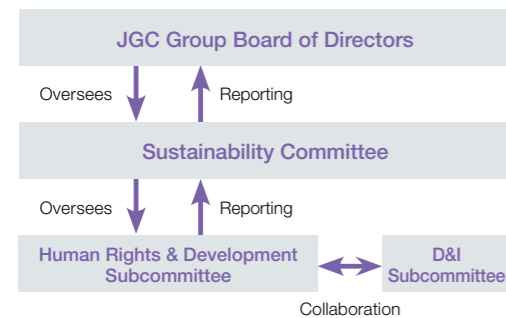 JGC Group Board of Directors
Oversees
Reporting
Sustainability Committee
Oversees
Reporting
Human Rights & Development
Subcommittee
D&I
Subcommittee
Collaboration